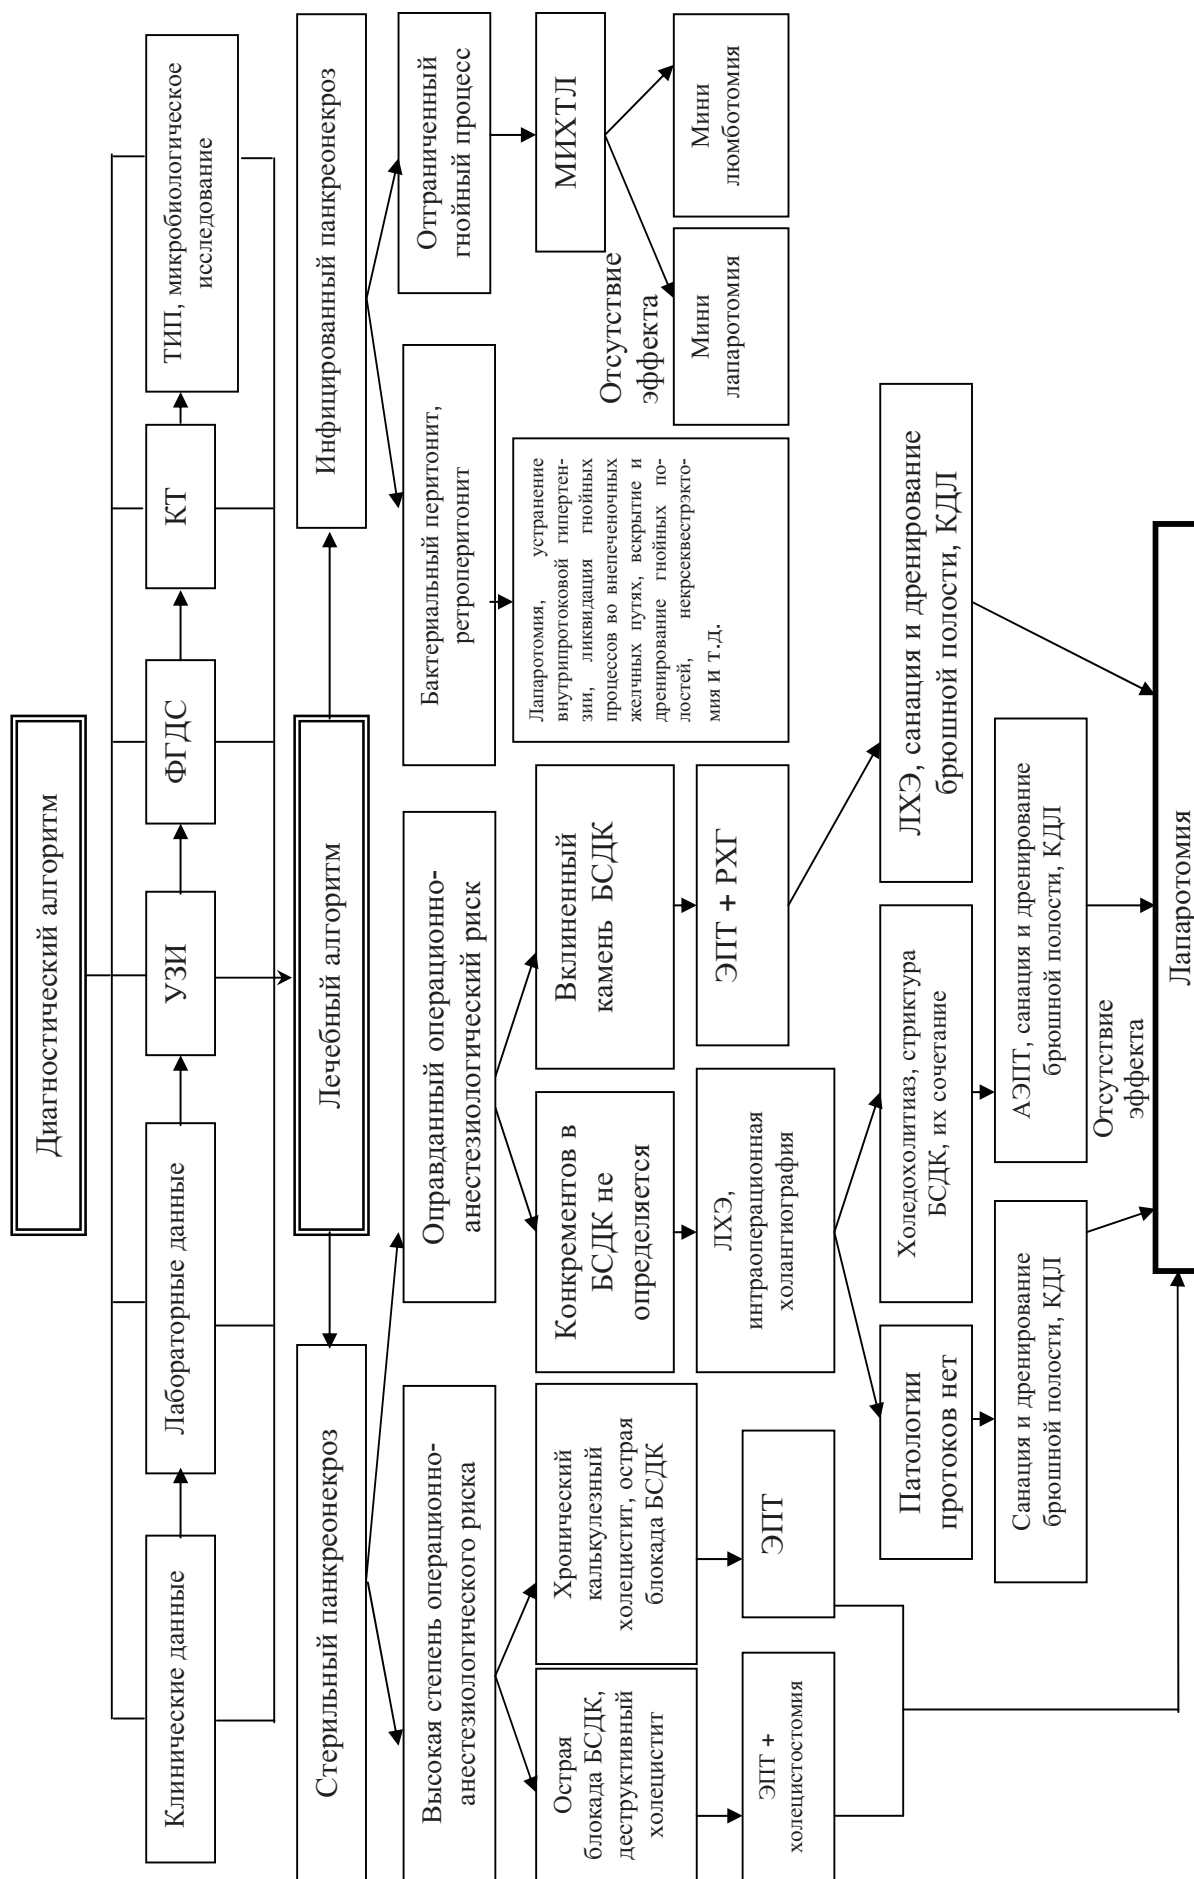 Диагностический алгоритм
Клинические данные
Лабораторные данные
УЗИ
ФГДС
КТ
ТИП, микробиологическое
исследование
Лечебный алгоритм
Стерильный панкреонекроз
Инфицированный панкреонекроз
Высокая степень операционно-
анестезиологического риска
Оправданный операционно-
анестезиологический риск
Бактериальный перитонит,
ретроперитонит
Отграниченный
гнойный процесс
Острая
блокада БСДК,
деструктивный
холецистит
Хронический
калькулезный
холецистит, острая
блокада БСДК
Конкрементов в
БСДК не
определяется
Вклиненный
камень БСДК
Лапаротомия, устранение
внутрипротоковой гипертен-
зии, ликвидация гнойных
процессов во внепеченочных
желчных путях, вскрытие и
дренирование гнойных по-
лостей, некрсеквестрэкто-
мия и т.д.
МИХТЛ
Отсутствие
эффекта
Мини
лапаротомия
Мини
люмботомия
ЭПТ +
холецистостомия
ЭПТ
ЛХЭ,
интраоперационная
холангиография
ЭПТ + РХГ
Патологии
протоков нет
Холедохолитиаз, стриктура
БСДК, их сочетание
ЛХЭ, санация и дренирование
брюшной полости, КДЛ
Санация и дренирование
брюшной полости, КДЛ
АЭПТ, санация и дренирование
брюшной полости, КДЛ
Отсутствие
эффекта
Лапаротомия